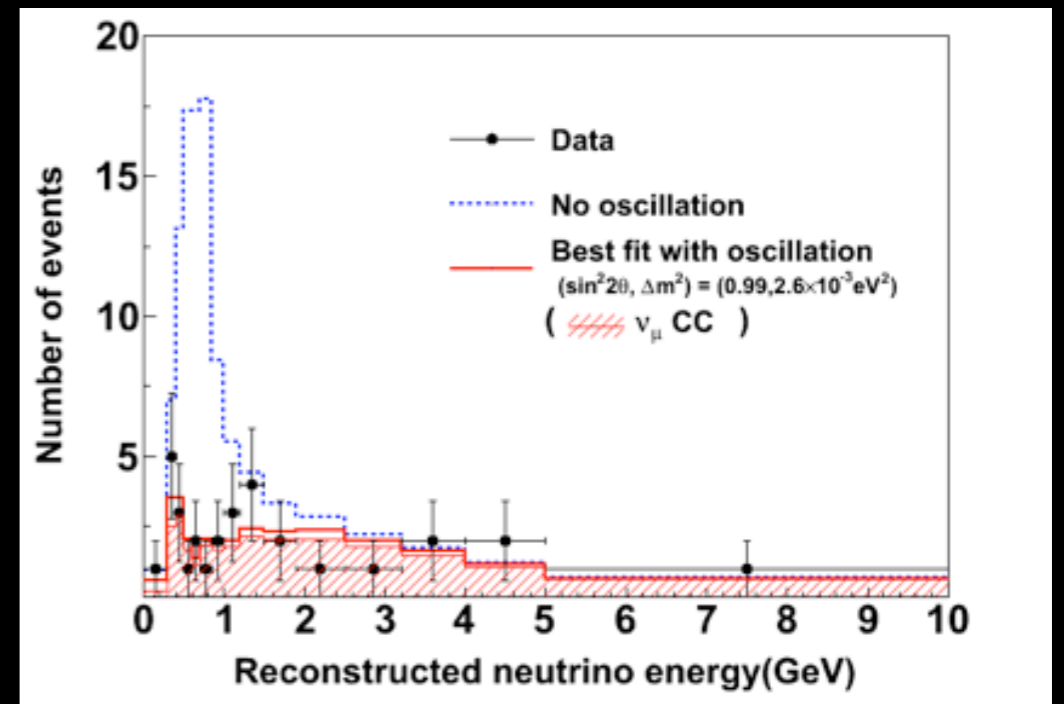 20
15
10
5
Number of events
Data
No oscillation
Best fit with oscillation
(sin²2θ, Δm²) = (0.99,2.6×10⁻³eV²)
( νμ CC )
0 1 2 3 4 5 6 7 8 9 10
Reconstructed neutrino energy(GeV)